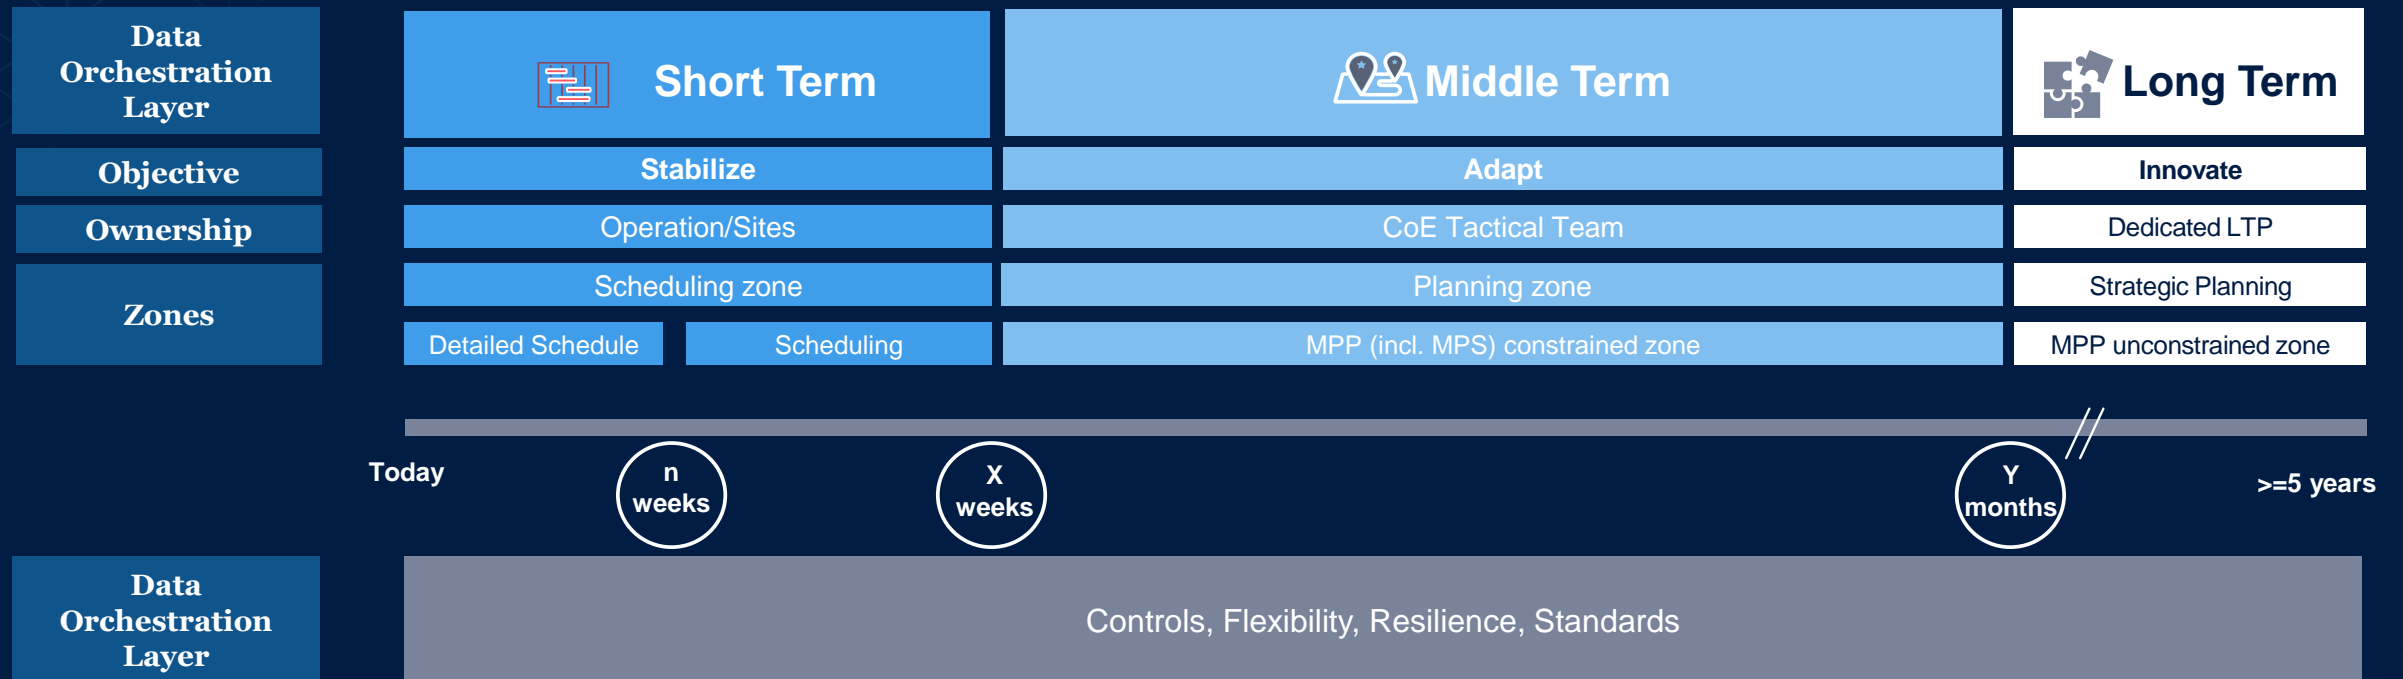 Data
Orchestration
Layer
Short Term
Middle Term
Long Term
Objective
Stabilize
Adapt
Innovate
Ownership
Operation/Sites
CoE Tactical Team
Dedicated LTP
Zones
Scheduling zone
Planning zone
Strategic Planning
Detailed Schedule
Scheduling
MPP (incl. MPS) constrained zone
MPP unconstrained zone
Today
n
weeks
X
weeks
Y
months
>=5 years
Data
Orchestration
Layer
Controls, Flexibility, Resilience, Standards